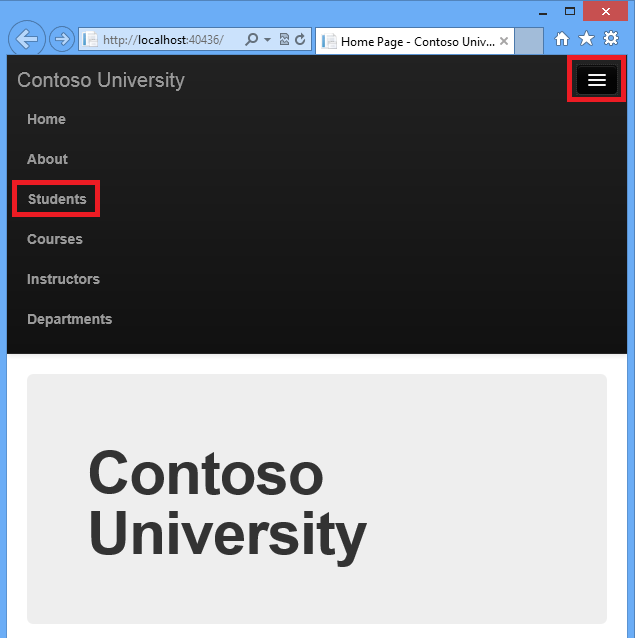 http://localhost:40436/
Home Page - Contoso Univ...
Contoso University
Home
About
Students
Courses
Instructors
Departments
Contoso
University